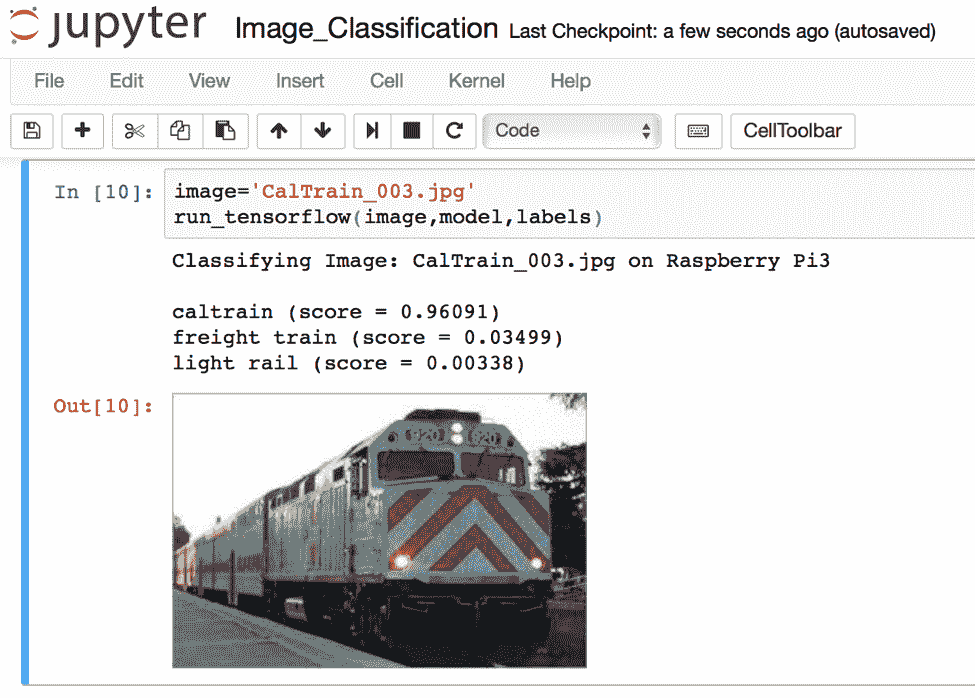 jupyter Image_Classification Last Checkpoint: a few seconds ago (autosaved)
File Edit View Insert Cell Kernel Help
Code CellToolbar
In [10]: image='CalTrain_003.jpg'
run_tensorflow(image,model,labels)
Classifying Image: CalTrain_003.jpg on Raspberry Pi3
caltrain (score = 0.96091)
freight train (score = 0.03499)
light rail (score = 0.00338)
Out[10]:
920 920